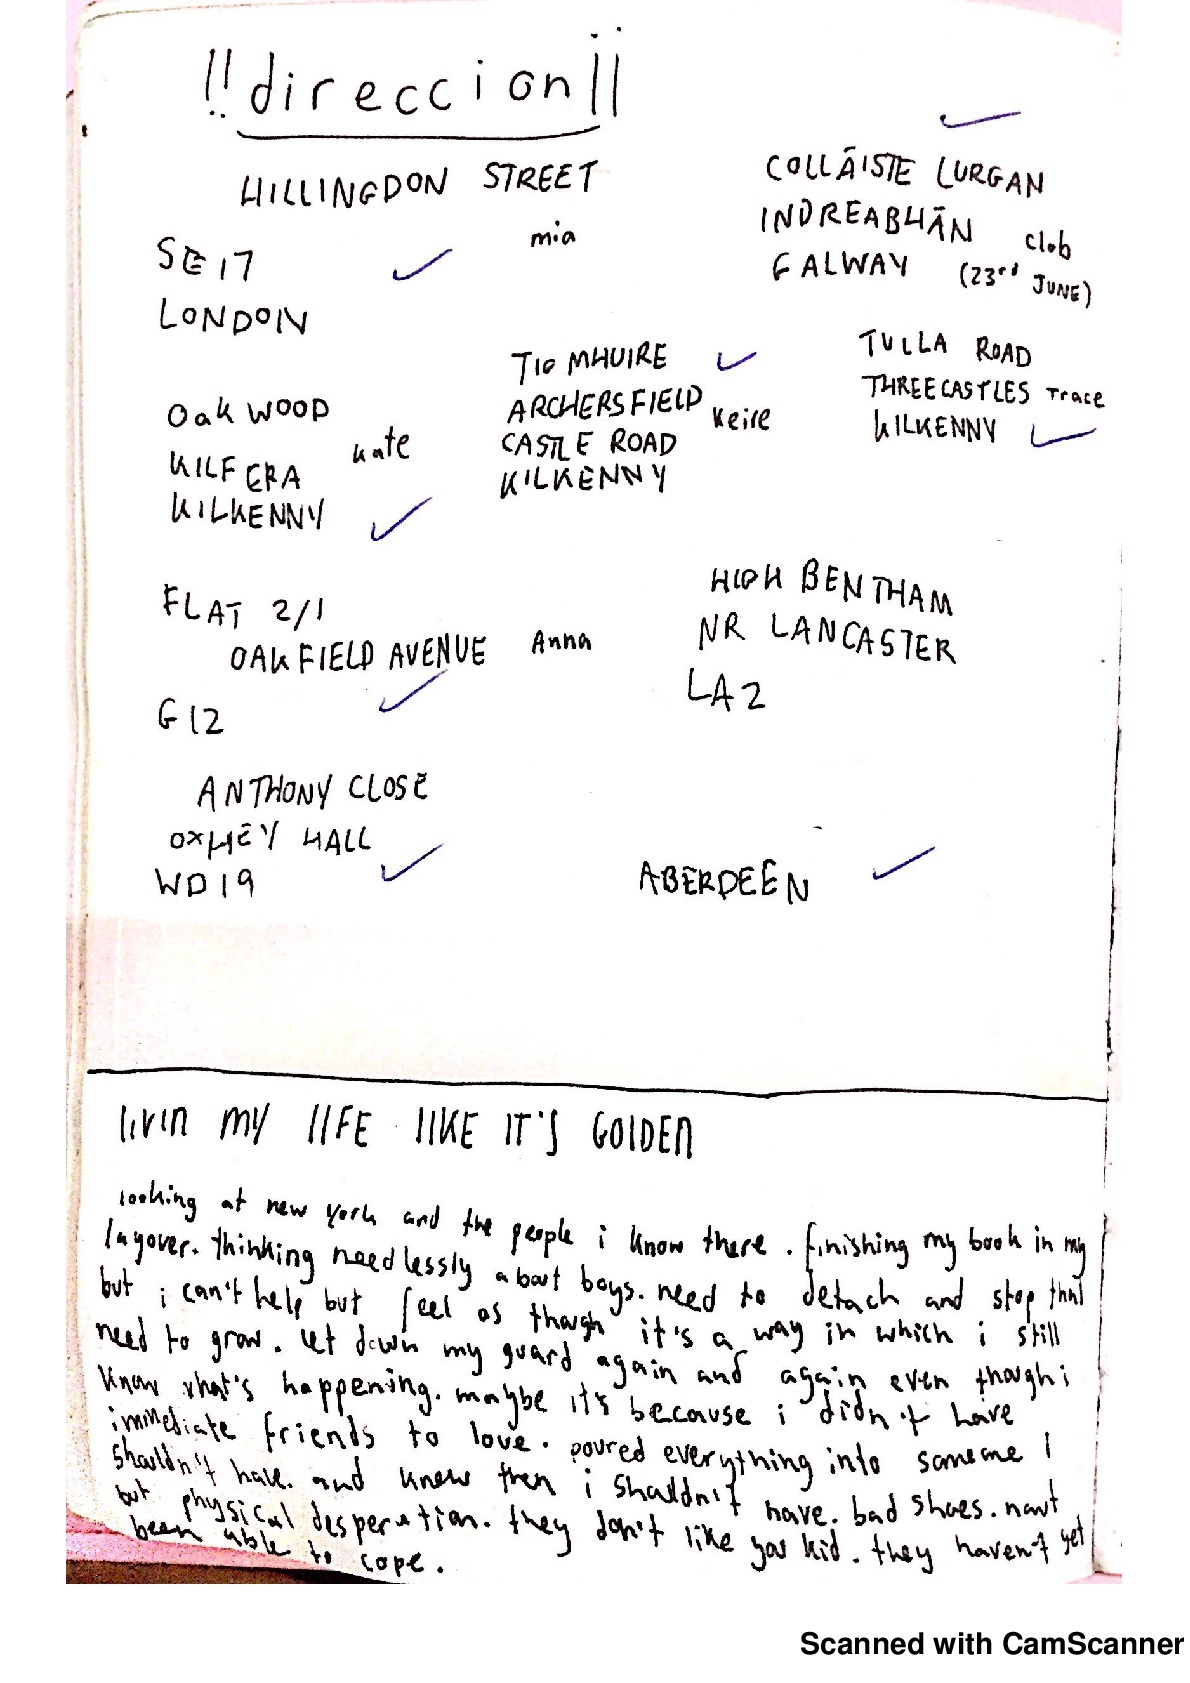 !!direccion¡¡
HILLINGDON STREET
mia
SE17
LONDON
COLLĀISTE LURGAN
INDREABHĀN clob
GALWAY (23rd JUNE)
Oak WOOD
kate
KILFERA
KILKENNY
TIG MHUIRE
ARCHERSFIELD keire
CASTLE ROAD
KILKENNY
TULLA ROAD
THREECASTLES Trace
KILKENNY
FLAT 2/1
OAKFIELD AVENUE Anna
G12
HIGH BENTHAM
NR LANCASTER
LA2
ANTHONY CLOSE
OXHEY HALL
WD19
ABERDEEN
livin MY lIFE lIKE IT'S GOlDEN
looking at new york and the people i know there. finishing my book in my
layover. thinking needlessly about boys. need to detach and stop that
but i can't help but feel as though it's a way in which i still
need to grow. let down my guard again and again even though i
know what's happening. maybe it's because i didn't have
immediate friends to love. poured everything into someone I
shouldn't have. and knew then i shouldn't have. bad shoes. nowt
but physical desperation. they don't like you kid. they haven't yet
been able to cope.
Scanned with CamScanner